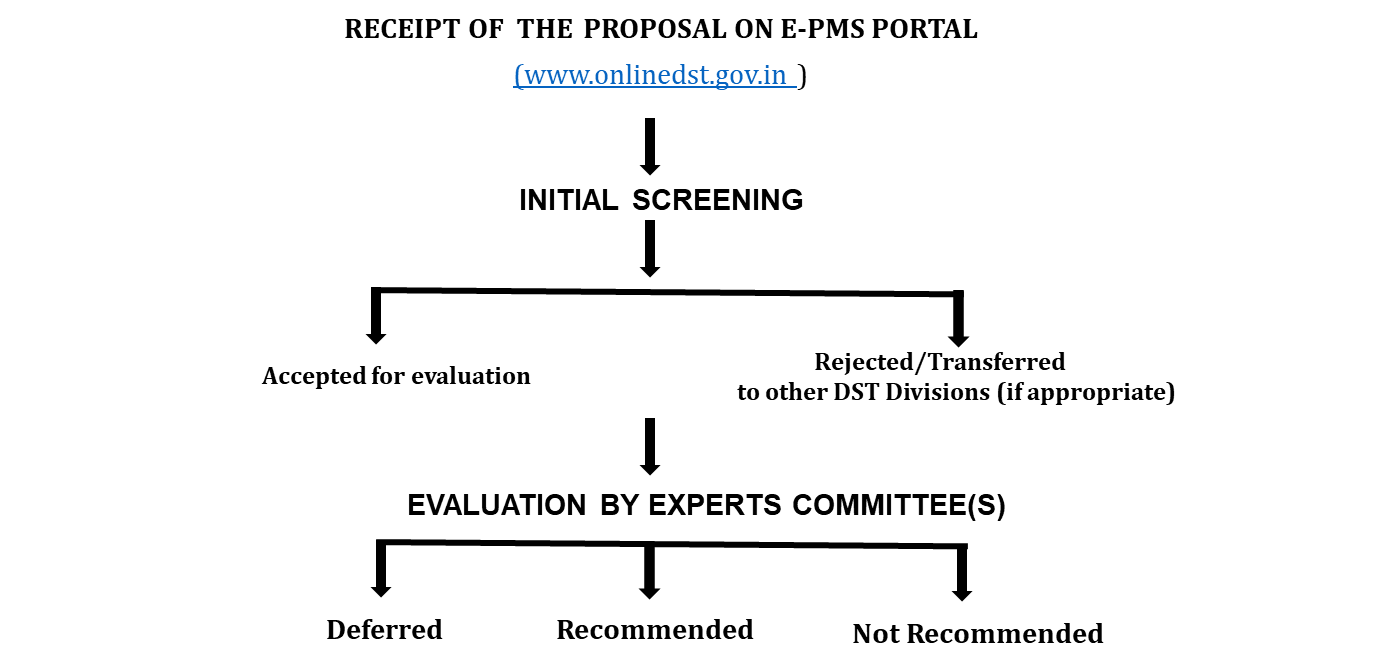 RECEIPT OF THE PROPOSAL ON E-PMS PORTAL
(www.onlinedst.gov.in )
INITIAL SCREENING
Accepted for evaluation
Rejected/Transferred
to other DST Divisions (if appropriate)
EVALUATION BY EXPERTS COMMITTEE(S)
Deferred
Recommended
Not Recommended